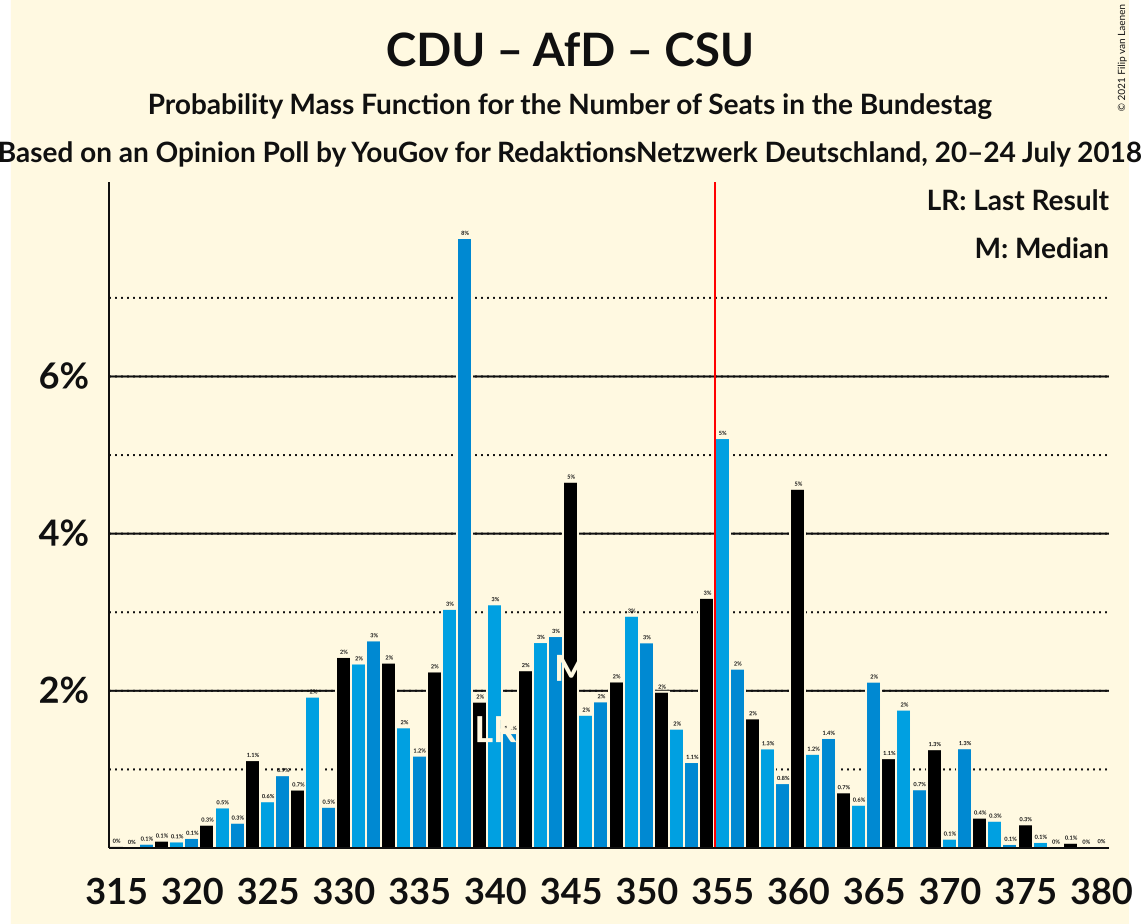 CDU – AfD – CSU
Probability Mass Function for the Number of Seats in the Bundestag
Based on an Opinion Poll by YouGov for RedaktionsNetzwerk Deutschland, 20–24 July 2018
© 2021 Filip van Laenen
LR: Last Result
M: Median
6%
4%
2%
0% 0% 0.1% 0.1% 0.1% 0.1% 0.3% 0.5% 0.3% 1.1% 0.6% 0.9% 0.7% 2% 0.5% 2% 2% 3% 2% 2% 1.2% 2% 3% 8% 2% 3% 2% 3% 3% 5% 2% 2% 2% 3% 3% 2% 2% 1.1% 3% 5% 2% 2% 1.3% 0.8% 5% 1.2% 1.4% 0.7% 0.6% 2% 1.1% 2% 0.7% 1.3% 0.1% 1.3% 0.4% 0.3% 0.1% 0.3% 0.1% 0% 0.1% 0% 0%
LR
M
315 320 325 330 335 340 345 350 355 360 365 370 375 380